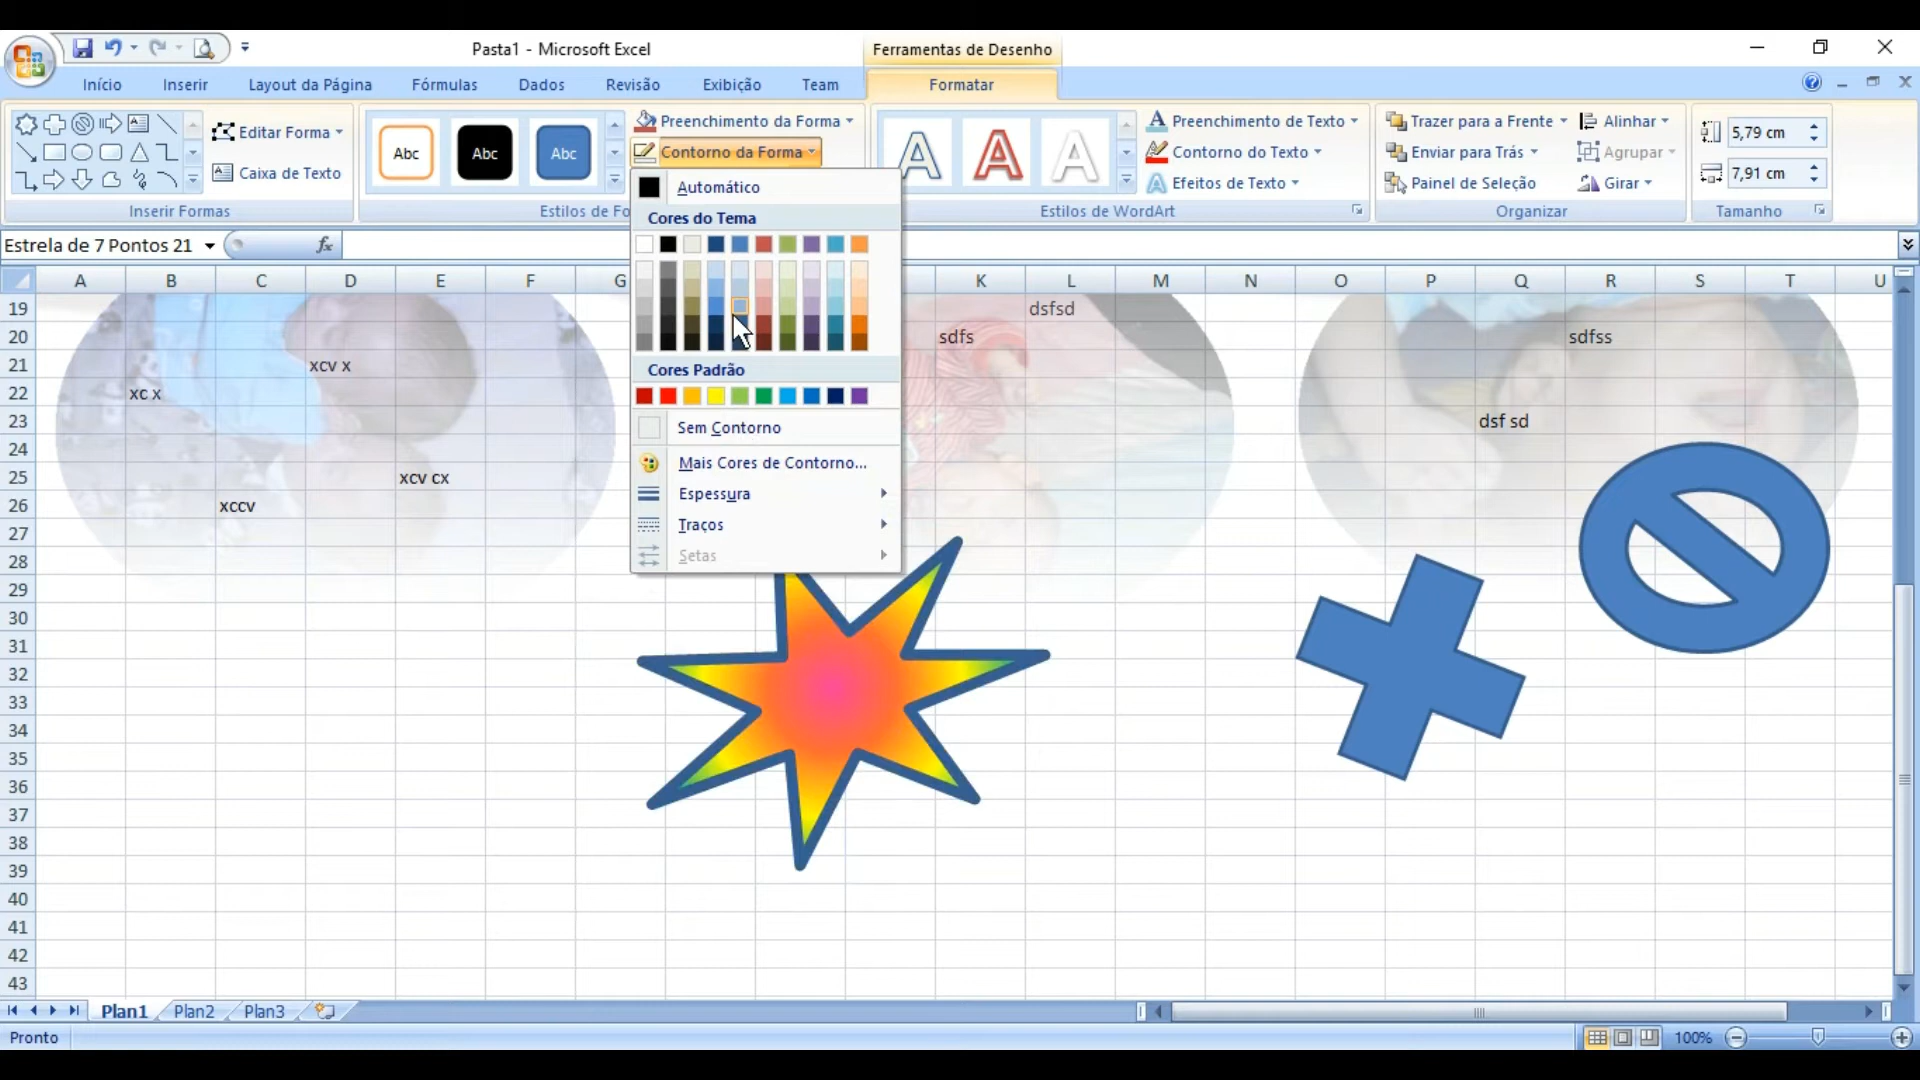 Pasta1 - Microsoft Excel
Ferramentas de Desenho
Início Inserir Layout da Página Fórmulas Dados Revisão Exibição Team Formatar
Editar Forma
Caixa de Texto
Inserir Formas
Abc Abc Abc
Estilos de Fo
Preenchimento da Forma
Contorno da Forma
A A A
Estilos de WordArt
Preenchimento de Texto
Contorno do Texto
Efeitos de Texto
Trazer para a Frente
Enviar para Trás
Painel de Seleção
Alinhar
Agrupar
Girar
Organizar
5,79 cm
7,91 cm
Tamanho
Automático
Cores do Tema
Cores Padrão
Sem Contorno
Mais Cores de Contorno...
Espessura
Traços
Setas
Estrela de 7 Pontos 21
fx
A B C D E F G K L M N O P Q R S T U
19 dsfsd
20 sdfs sdfss
21 xcv x
22 xc x
23 dsf sd
24
25 xcv cx
26 xccv
27
28
29
30
31
32
33
34
35
36
37
38
39
40
41
42
43
Plan1 Plan2 Plan3
Pronto
100%